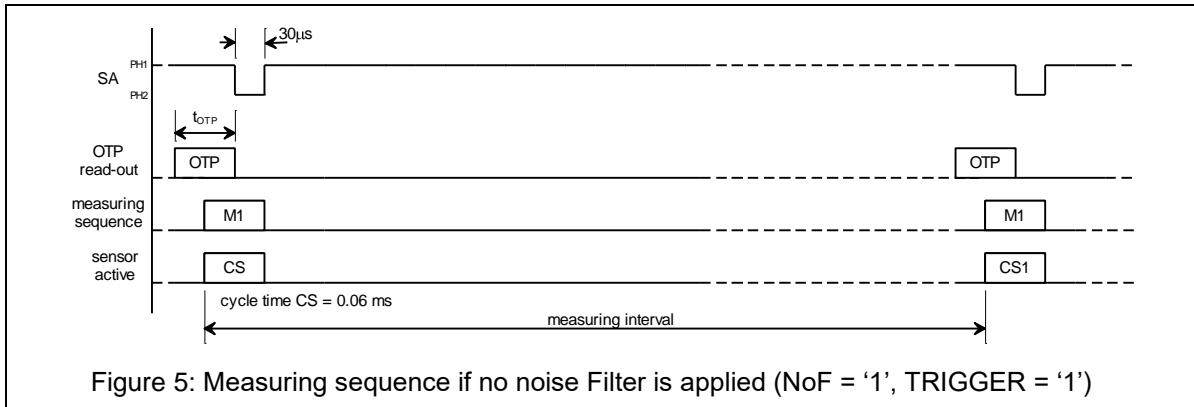 30µs
PH1
SA
PH2
tOTP
OTP
read-out
OTP
OTP
measuring
sequence
M1
M1
sensor
active
CS
CS1
cycle time CS = 0.06 ms
measuring interval
Figure 5: Measuring sequence if no noise Filter is applied (NoF = ‘1’, TRIGGER = ‘1’)